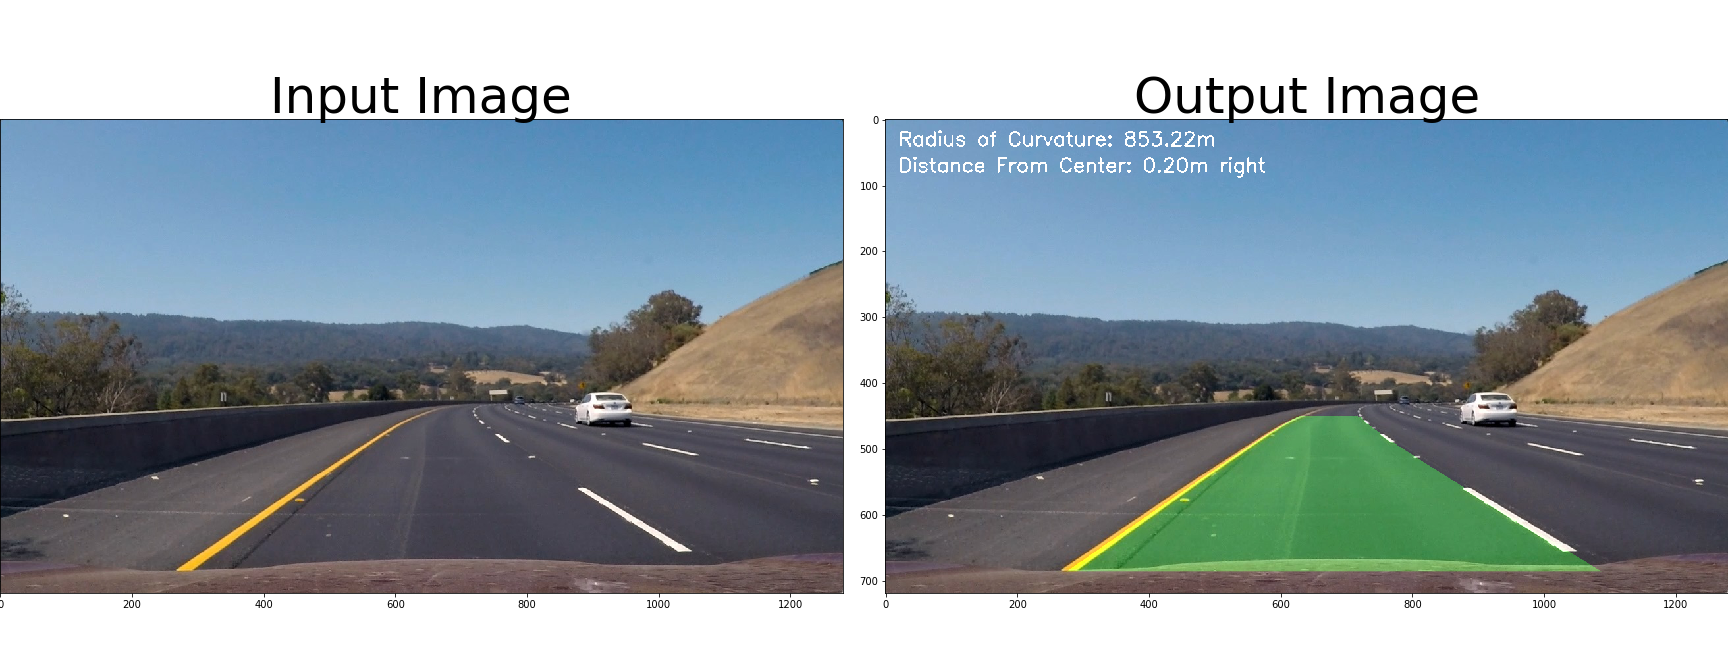 Input Image
Output Image
Radius of Curvature: 853.22m
Distance From Center: 0.20m right
0
100
200
300
400
500
600
700
0 200 400 600 800 1000 1200
0 200 400 600 800 1000 1200